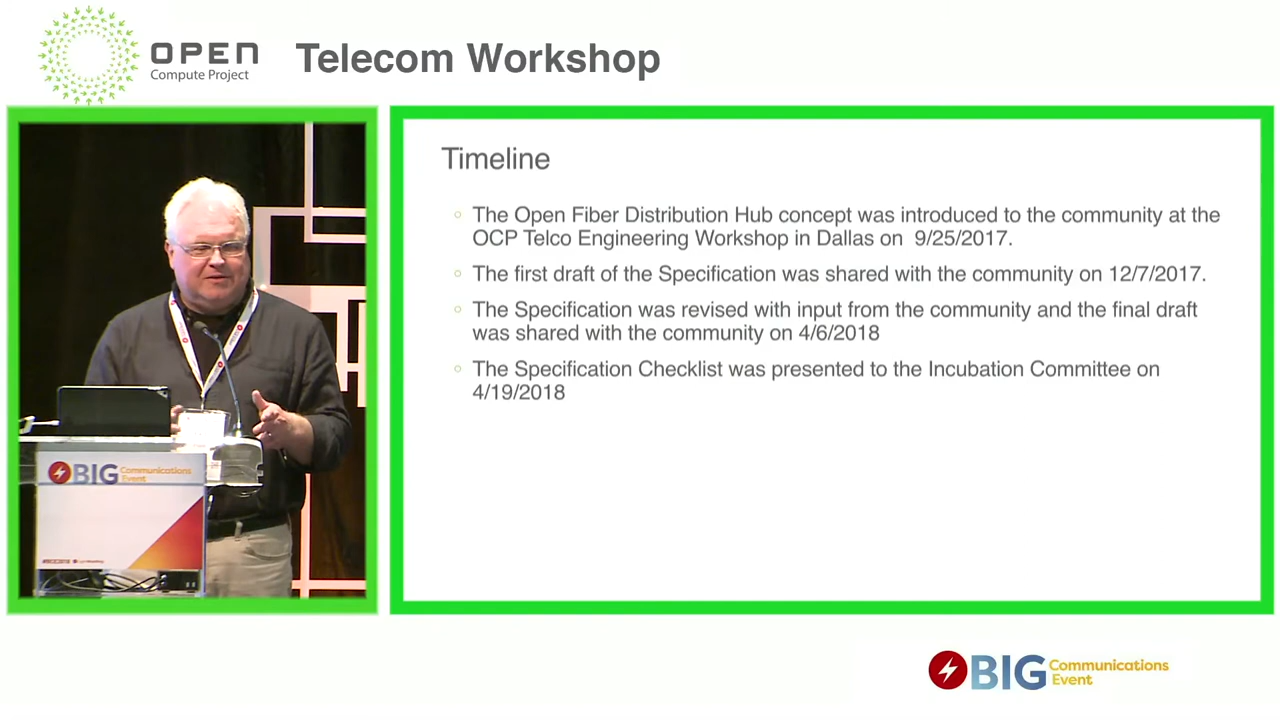 OPEN
Compute Project
Telecom Workshop
Timeline
The Open Fiber Distribution Hub concept was introduced to the community at the
OCP Telco Engineering Workshop in Dallas on 9/25/2017.
The first draft of the Specification was shared with the community on 12/7/2017.
The Specification was revised with input from the community and the final draft
was shared with the community on 4/6/2018
The Specification Checklist was presented to the Incubation Committee on
4/19/2018
BIG Communications
Event
BIG Communications
Event